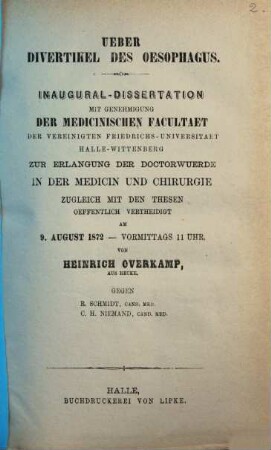 2.
UEBER
DIVERTIKEL DES OESOPHAGUS.
INAUGURAL-DISSERTATION
MIT GENEHMIGUNG
DER MEDICINISCHEN FACULTAET
DER VEREINIGTEN FRIEDRICHS-UNIVERSITAET
HALLE-WITTENBERG
ZUR ERLANGUNG DER DOCTORWUERDE
IN DER MEDICIN UND CHIRURGIE
ZUGLEICH MIT DEN THESEN
OEFFENTLICH VERTHEIDIGT
AM
9. AUGUST 1872 — VORMITTAGS 11 UHR.
VON
HEINRICH OVERKAMP,
AUS
GEGEN
R. SCHMIDT, CAND. MED.
C. H. NIEMAND, CAND. MED.
HALLE,
BUCHDRUCKEREI VON LIPKE.